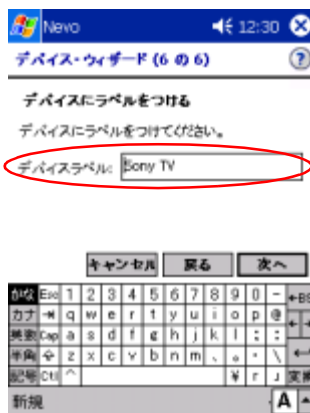 Nevo 12:30
デバイス・ウィザード (6 の 6)
デバイスにラベルをつける
デバイスにラベルをつけてください。
デバイスラベル: Sony TV
キャンセル 戻る 次へ
かな Esc 1 2 3 4 5 6 7 8 9 0 - ←BS
カナ q w e r t y u i o p @
英数 Cap a s d f g h j k l ; :
半角 z x c v b n m 、 。 ・ \
記号 Ctl ^ ¥ 「 」 変換
新規 A